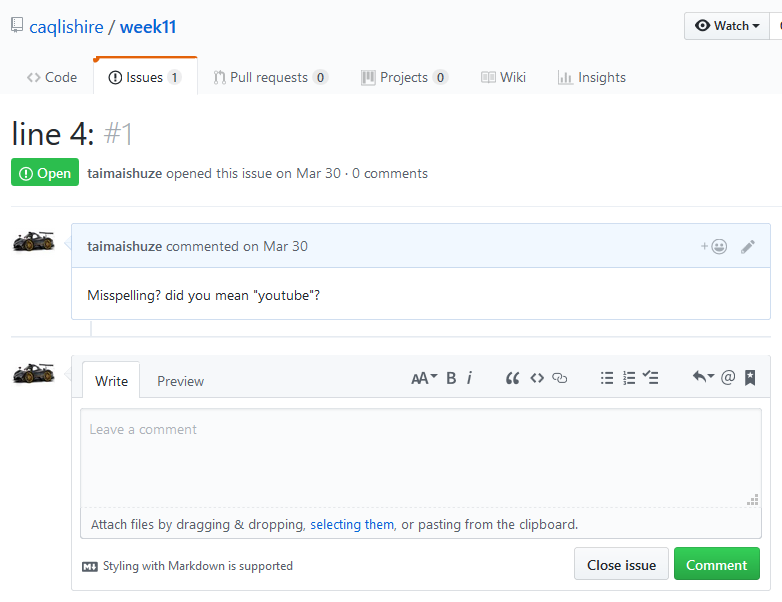 caqlishire / week11
Watch
Code
Issues 1
Pull requests 0
Projects 0
Wiki
Insights
line 4: #1
Open
taimaishuze opened this issue on Mar 30 · 0 comments
taimaishuze commented on Mar 30
Misspelling? did you mean "youtube"?
Write
Preview
AA B i
Leave a comment
Attach files by dragging & dropping, selecting them, or pasting from the clipboard.
Styling with Markdown is supported
Close issue
Comment